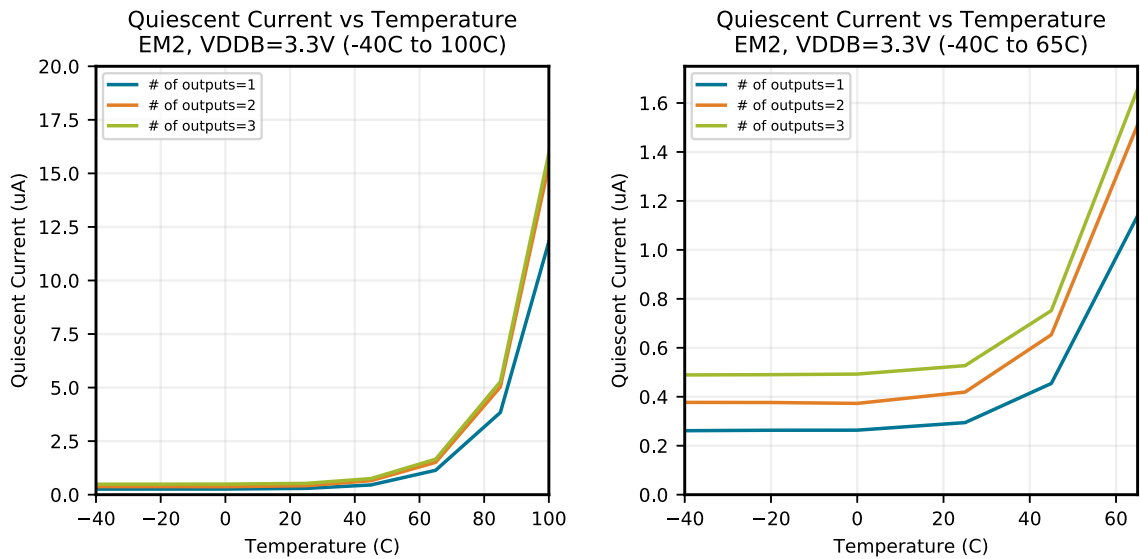 Quiescent Current vs Temperature
EM2, VDDB=3.3V (-40C to 100C)
Quiescent Current (uA)
20.0
17.5
15.0
12.5
10.0
7.5
5.0
2.5
0.0
# of outputs=1
# of outputs=2
# of outputs=3
−40
−20
0
20
40
60
80
100
Temperature (C)
Quiescent Current vs Temperature
EM2, VDDB=3.3V (-40C to 65C)
Quiescent Current (uA)
1.6
1.4
1.2
1.0
0.8
0.6
0.4
0.2
0.0
# of outputs=1
# of outputs=2
# of outputs=3
−40
−20
0
20
40
60
Temperature (C)